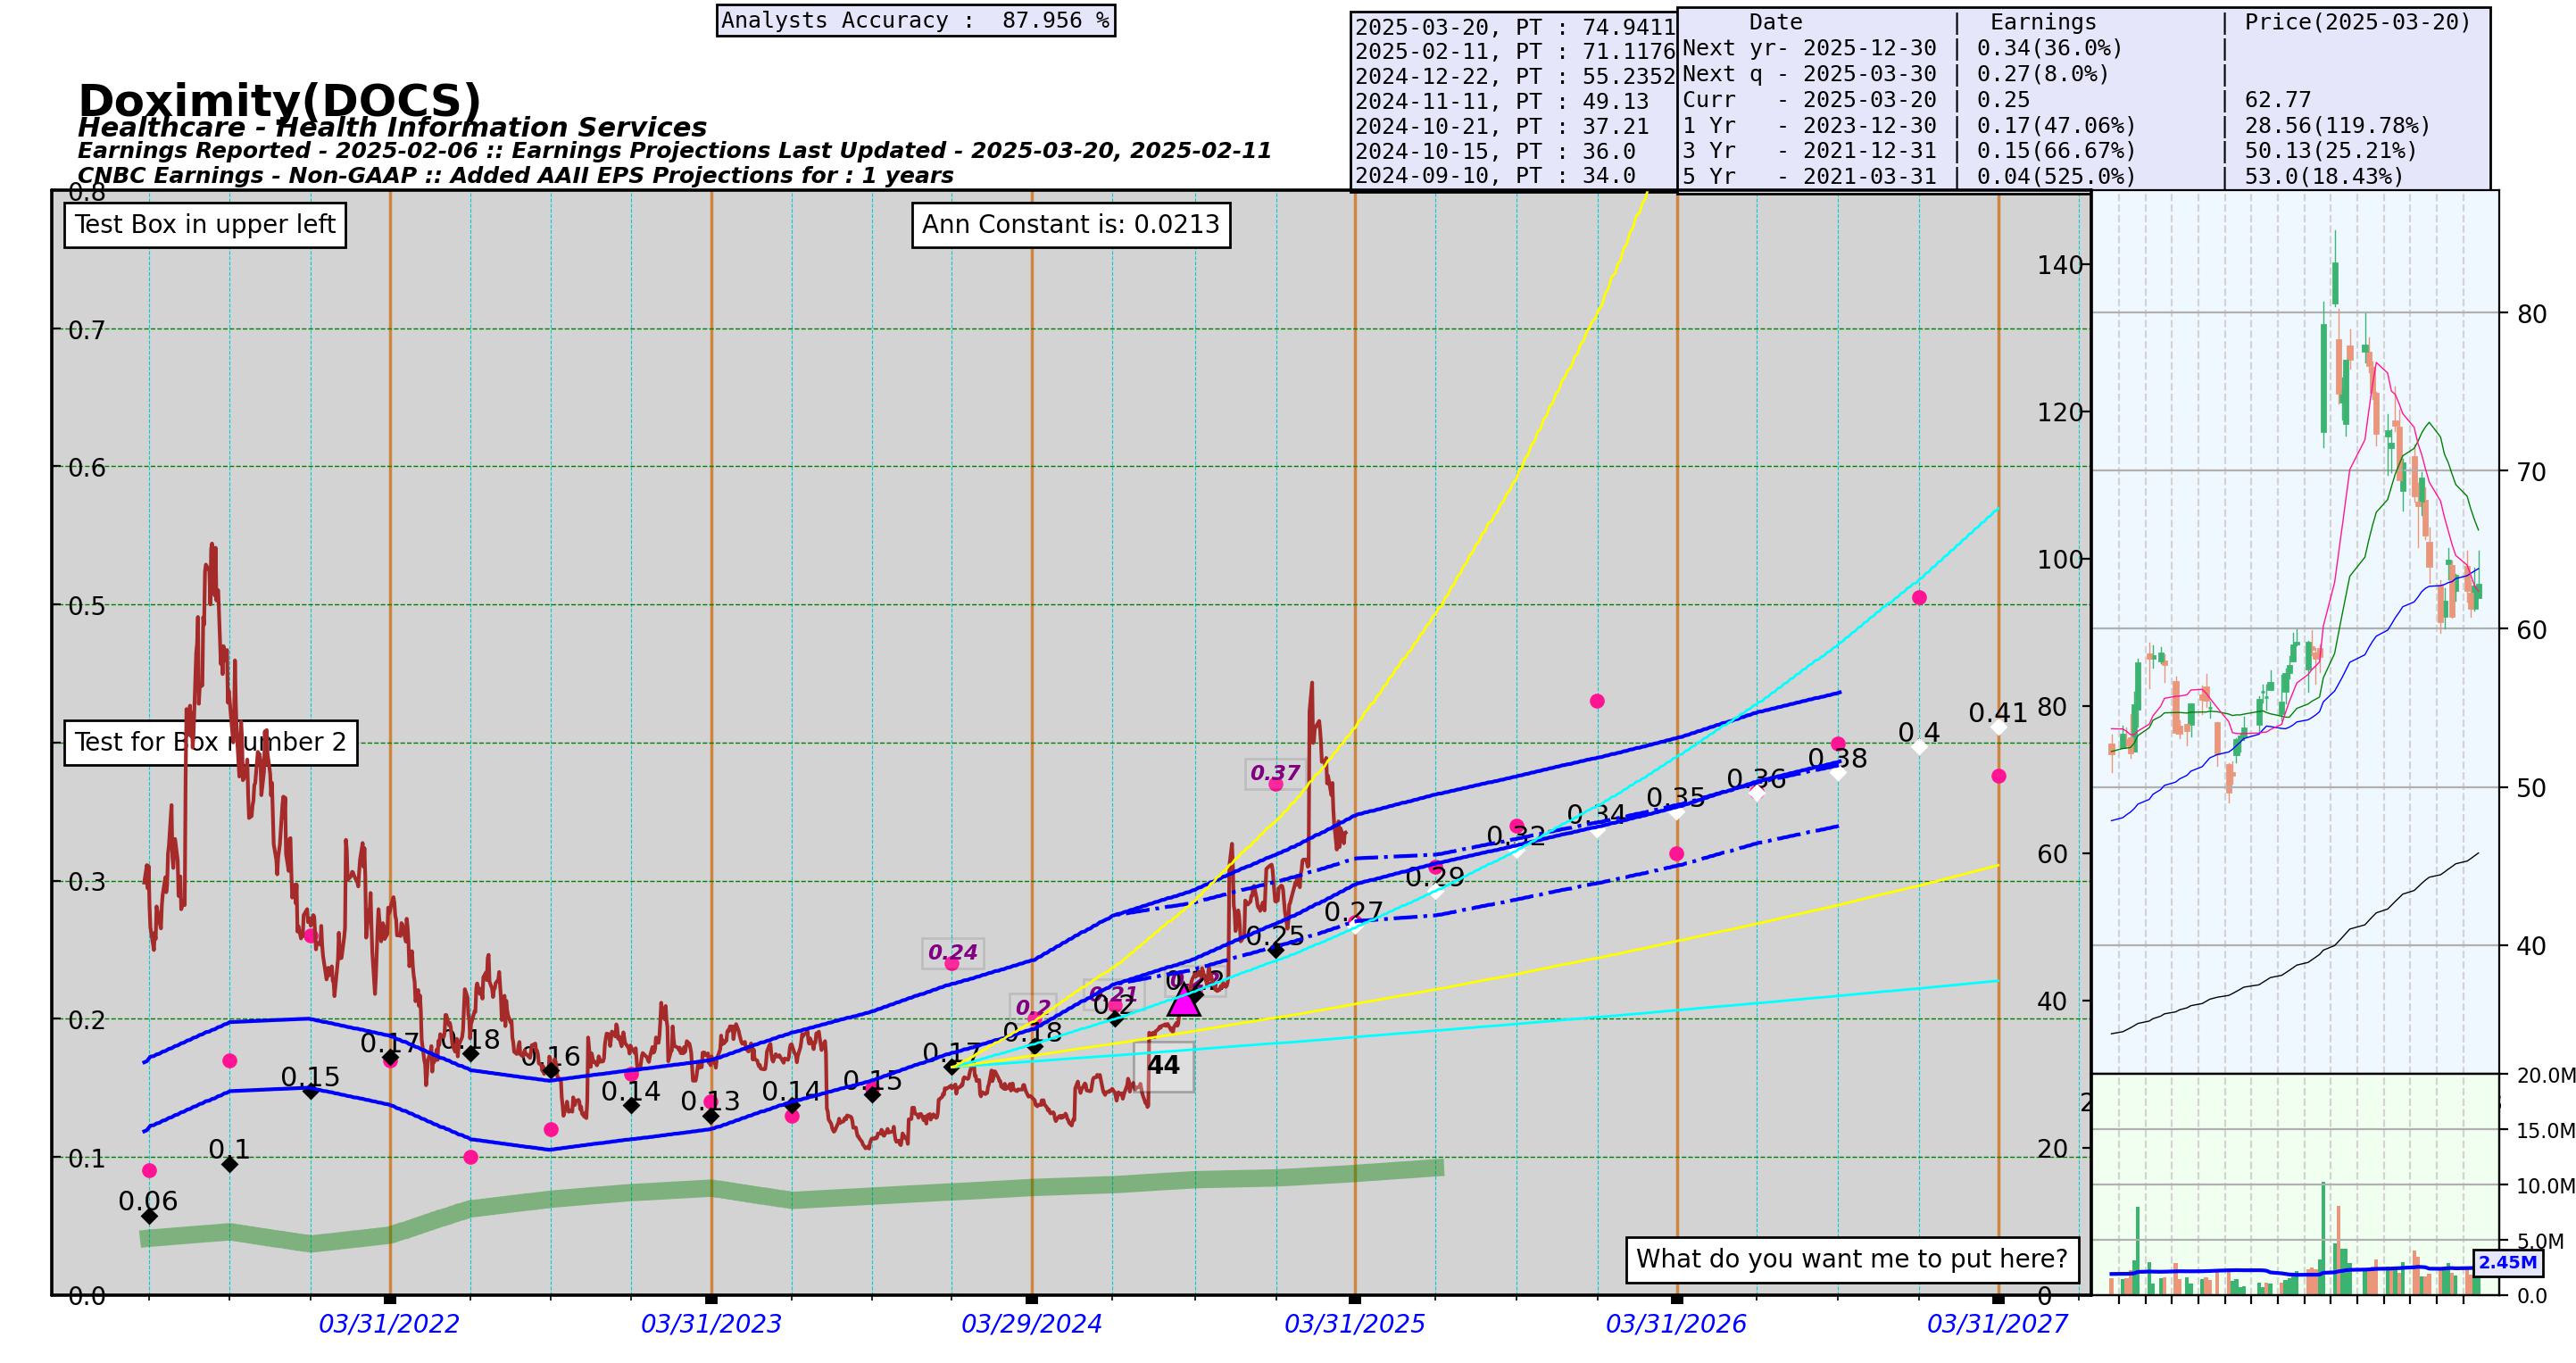 Analysts Accuracy :  87.956 %
2025-03-20, PT : 74.9411
2025-02-11, PT : 71.1176
2024-12-22, PT : 55.2352
2024-11-11, PT : 49.13
2024-10-21, PT : 37.21
2024-10-15, PT : 36.0
2024-09-10, PT : 34.0
Date | Earnings | Price(2025-03-20)
Next yr- 2025-12-30 | 0.34(36.0%) |
Next q - 2025-03-30 | 0.27(8.0%) |
Curr   - 2025-03-20 | 0.25 | 62.77
1 Yr   - 2023-12-30 | 0.17(47.06%) | 28.56(119.78%)
3 Yr   - 2021-12-31 | 0.15(66.67%) | 50.13(25.21%)
5 Yr   - 2021-03-31 | 0.04(525.0%) | 53.0(18.43%)
Doximity(DOCS)
Healthcare - Health Information Services
Earnings Reported - 2025-02-06 :: Earnings Projections Last Updated - 2025-03-20, 2025-02-11
CNBC Earnings - Non-GAAP :: Added AAII EPS Projections for : 1 years
0.8
Test Box in upper left
Ann Constant is: 0.0213
0.7
0.6
0.5
Test for Box number 2
0.3
0.2
0.1
0.0
0.06
0.1
0.15
0.17
0.18
0.16
0.14
0.13
0.14
0.15
0.17
0.18
0.2
0.25
0.27
0.29
0.32
0.34
0.35
0.36
0.38
0.4
0.41
0.24
0.2
0.21
0.37
44
140
120
100
80
60
40
20
0
What do you want me to put here?
03/31/2022
03/31/2023
03/29/2024
03/31/2025
03/31/2026
03/31/2027
80
70
60
50
40
20.0M
15.0M
10.0M
5.0M
2.45M
0.0